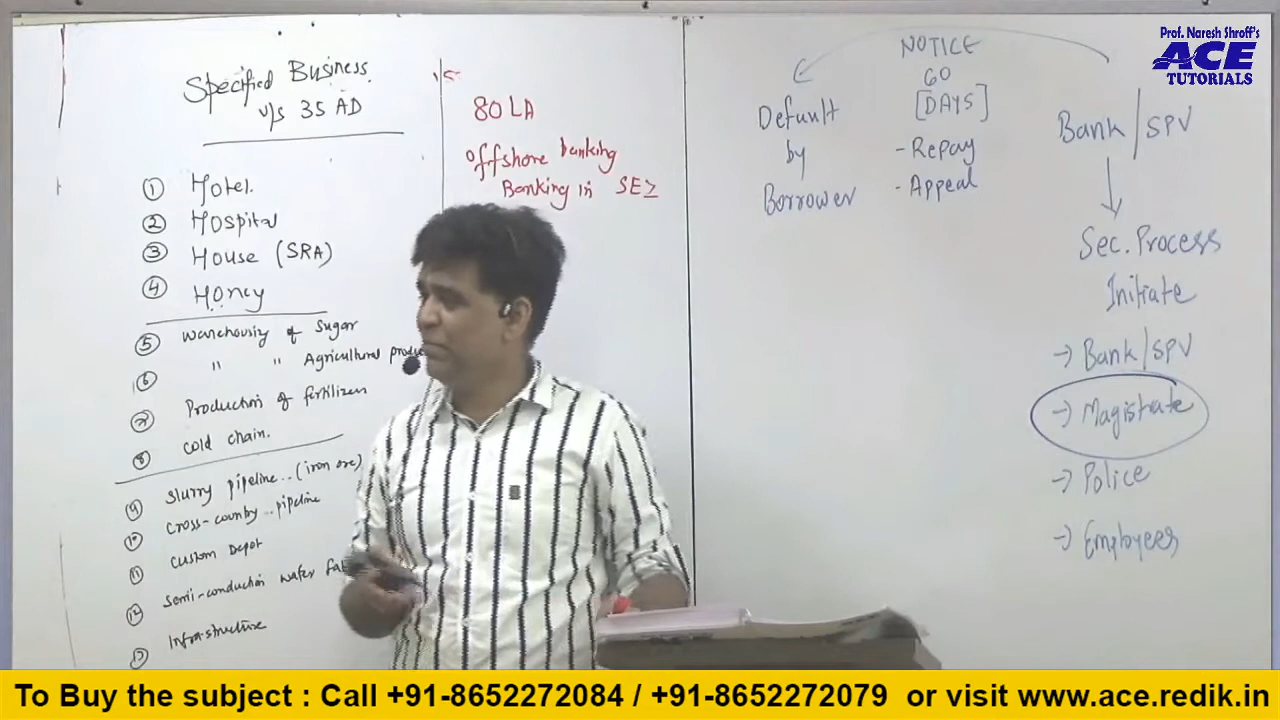 Specified Business
v/s 35 AD
① Hotel.
② Hospital
③ House (SRA)
④ Honey
⑤ Warehousing of Sugar
⑥ " " Agricultural produ
⑦ Production of fertilizers
⑧ cold chain.
⑨ slurry pipeline.. (iron ore)
⑩ cross-country.. pipeline
⑪ Custom Depot
⑫ Semi-conductor wafer fab
⑬ Infrastructure
80 LA
offshore banking
Banking in SEZ
NOTICE
60
[DAYS]
- Repay
- Appeal
Default
by
Borrower
Bank/SPV
Sec. Process
Initiate
→ Bank/SPV
→ Magistrate
→ Police
→ Employees
Prof. Naresh Shroff's
ACE
TUTORIALS
To Buy the subject : Call +91-8652272084 / +91-8652272079 or visit www.ace.redik.in